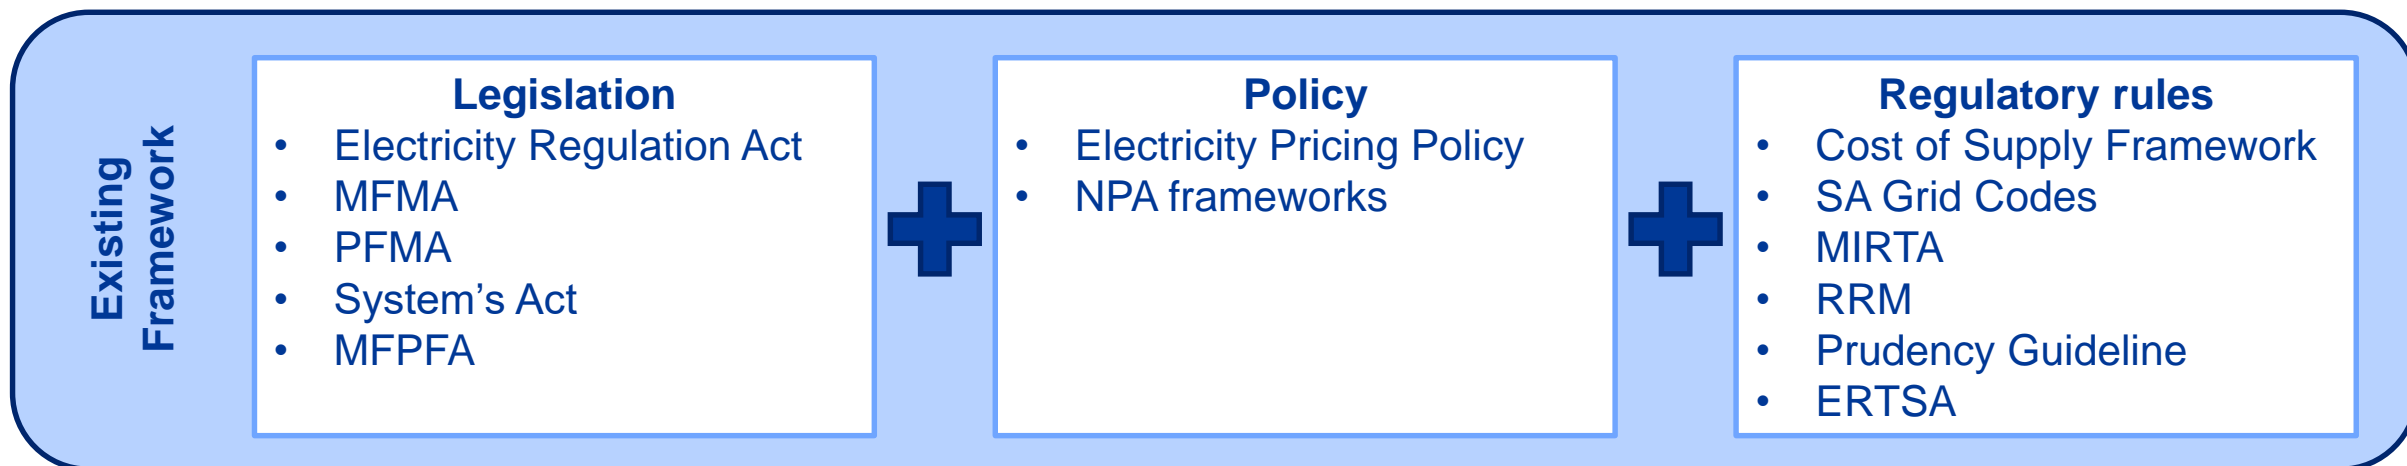 Existing
Framework
Legislation
• Electricity Regulation Act
• MFMA
• PFMA
• System’s Act
• MFPFA
Policy
• Electricity Pricing Policy
• NPA frameworks
Regulatory rules
• Cost of Supply Framework
• SA Grid Codes
• MIRTA
• RRM
• Prudency Guideline
• ERTSA